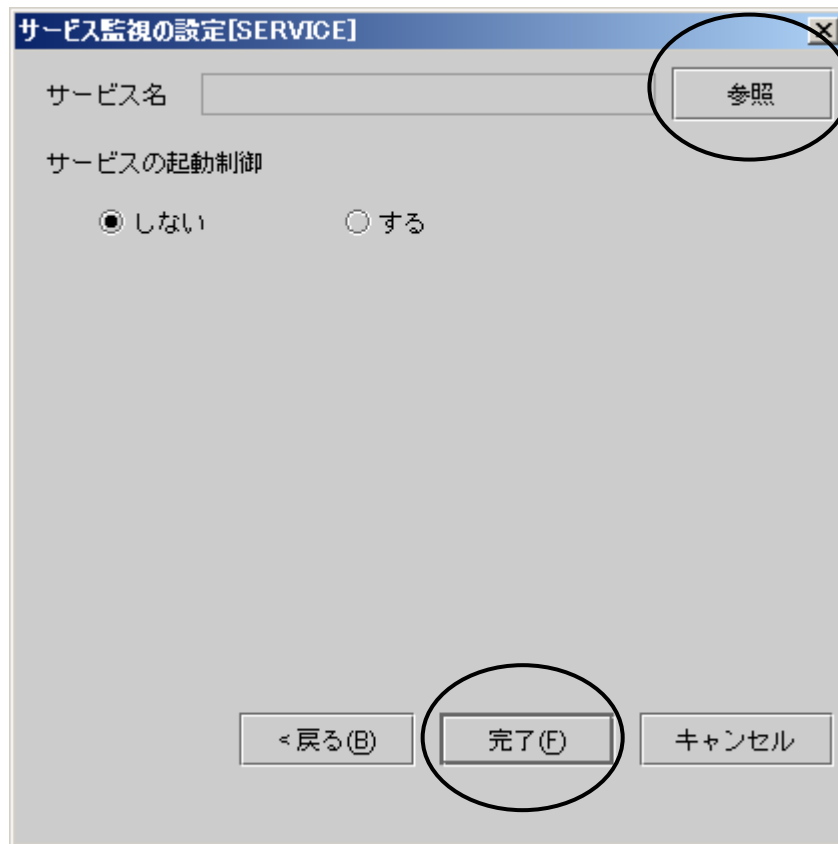 サービス監視の設定[SERVICE]
サービス名 参照
サービスの起動制御
しない する
<戻る(B) 完了(F) キャンセル